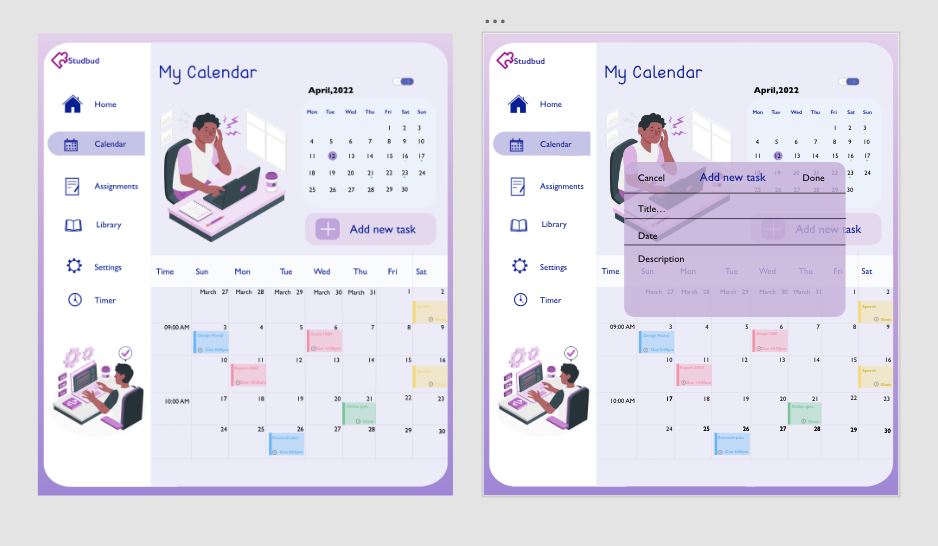 Studbud
My Calendar
April,2022
Mon Tue Wed Thu Fri Sat Sun
1 2 3
4 5 6 7 8 9 10
11 12 13 14 15 16 17
18 19 20 21 22 23 24
25 26 27 28 29 30
Home
Calendar
Assignments
Library
Settings
Timer
Add new task
Time Sun Mon Tue Wed Thu Fri Sat
March 27 March 28 March 29 March 30 March 31 1 2
09:00 AM 3 4 5 6 7 8 9
10 11 12 13 14 15 16
10:00 AM 17 18 19 20 21 22 23
24 25 26 27 28 29 30
Studbud
My Calendar
April,2022
Mon Tue Wed Thu Fri Sat Sun
1 2 3
4 5 6 7 8 9 10
11 12 13 14 15 16 17
23 24
29 30
Home
Calendar
Assignments
Library
Settings
Timer
Cancel Add new task Done
Title...
Date
Description
Add new task
Time Sun Mon Tue Wed Thu Fri Sat
March 27 March 28 March 29 March 30 March 31 1 2
09:00 AM 3 4 5 6 7 8 9
10 11 12 13 14 15 16
10:00 AM 17 18 19 20 21 22 23
24 25 26 27 28 29 30